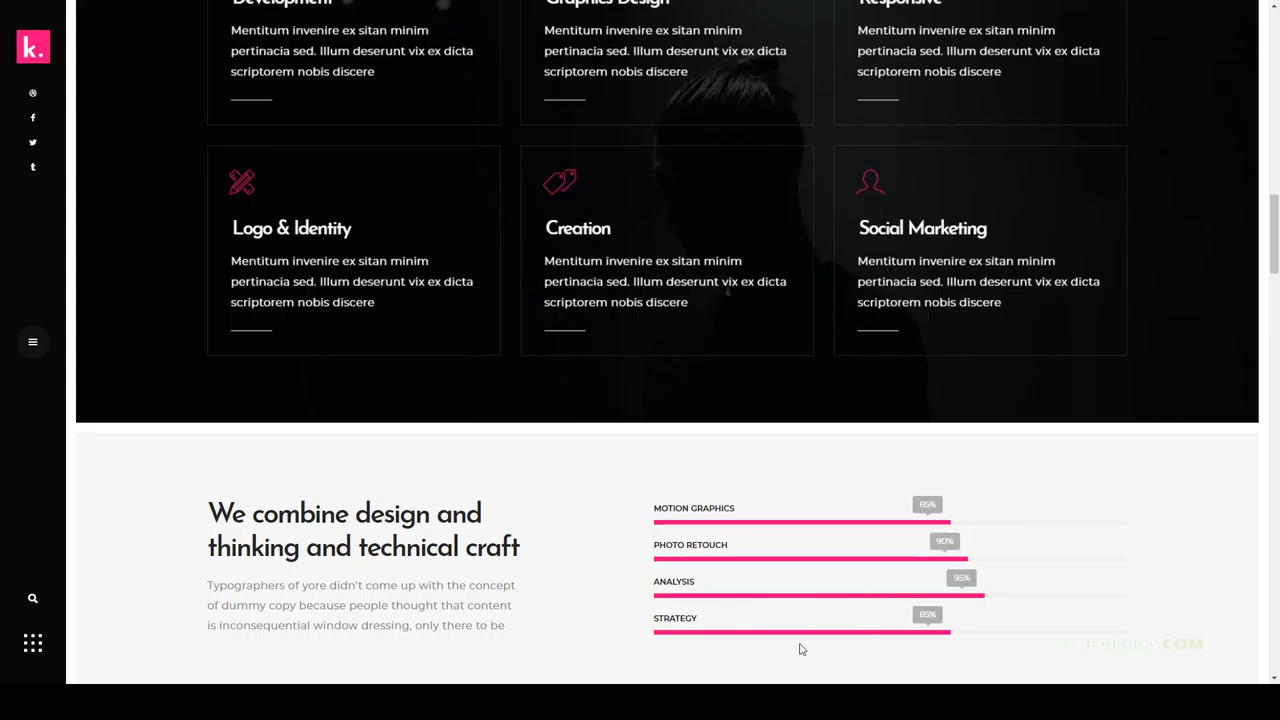 k.
Development
Graphics Design
Responsive
Mentitum invenire ex sitan minim
pertinacia sed. Illum deserunt vix ex dicta
scriptorem nobis discere
Mentitum invenire ex sitan minim
pertinacia sed. Illum deserunt vix ex dicta
scriptorem nobis discere
Mentitum invenire ex sitan minim
pertinacia sed. Illum deserunt vix ex dicta
scriptorem nobis discere
Logo & Identity
Mentitum invenire ex sitan minim
pertinacia sed. Illum deserunt vix ex dicta
scriptorem nobis discere
Creation
Mentitum invenire ex sitan minim
pertinacia sed. Illum deserunt vix ex dicta
scriptorem nobis discere
Social Marketing
Mentitum invenire ex sitan minim
pertinacia sed. Illum deserunt vix ex dicta
scriptorem nobis discere
We combine design and
thinking and technical craft
Typographers of yore didn't come up with the concept
of dummy copy because people thought that content
is inconsequential window dressing, only there to be
MOTION GRAPHICS 85%
PHOTO RETOUCH 90%
ANALYSIS 95%
STRATEGY 85%